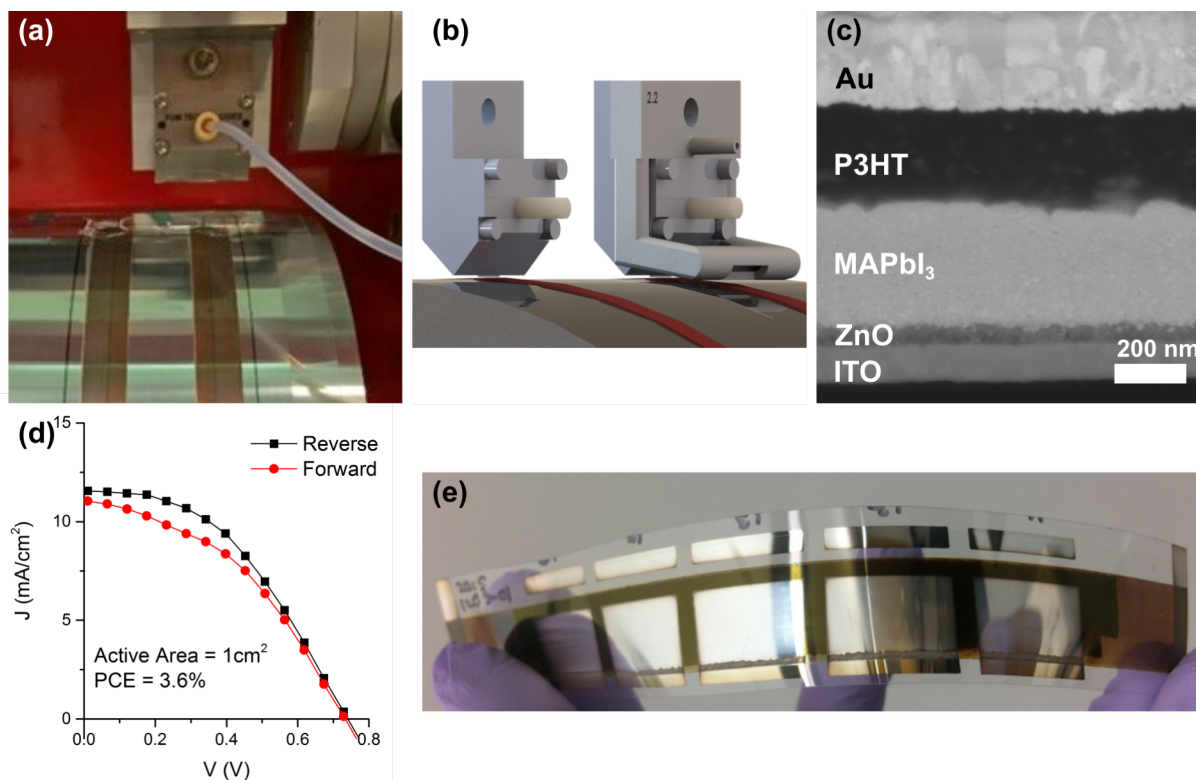 (a)
(b)
2.2
(c)
Au
P3HT
MAPbI₃
ZnO
ITO
200 nm
(d)
15
10
5
0
J (mA/cm²)
Reverse
Forward
Active Area = 1cm²
PCE = 3.6%
0.0 0.2 0.4 0.6 0.8
V (V)
(e)